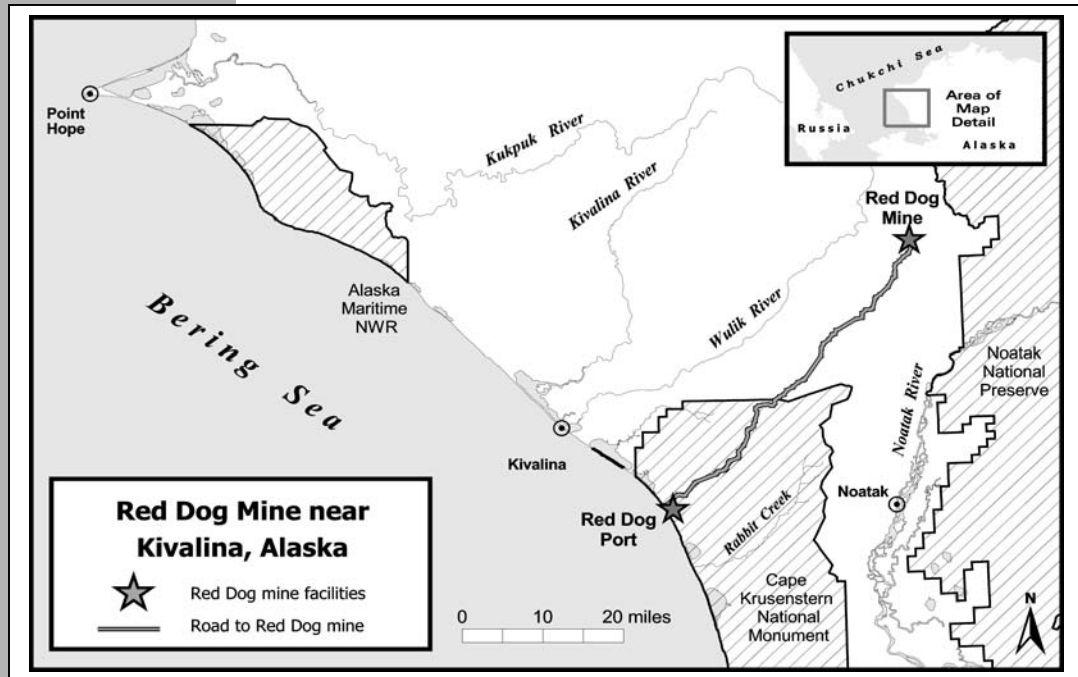 Point
Hope
Kukpuk River
Kivalina River
Chukchi Sea
Area of
Map
Detail
Russia
Alaska
Red Dog
Mine
Alaska
Maritime
NWR
Bering Sea
Wulik River
Noatak
National
Preserve
Noatak River
Kivalina
Noatak
Red Dog
Port
Rabbit Creek
Cape
Krusenstern
National
Monument
Red Dog Mine near
Kivalina, Alaska
Red Dog mine facilities
Road to Red Dog mine
0 10 20 miles
N